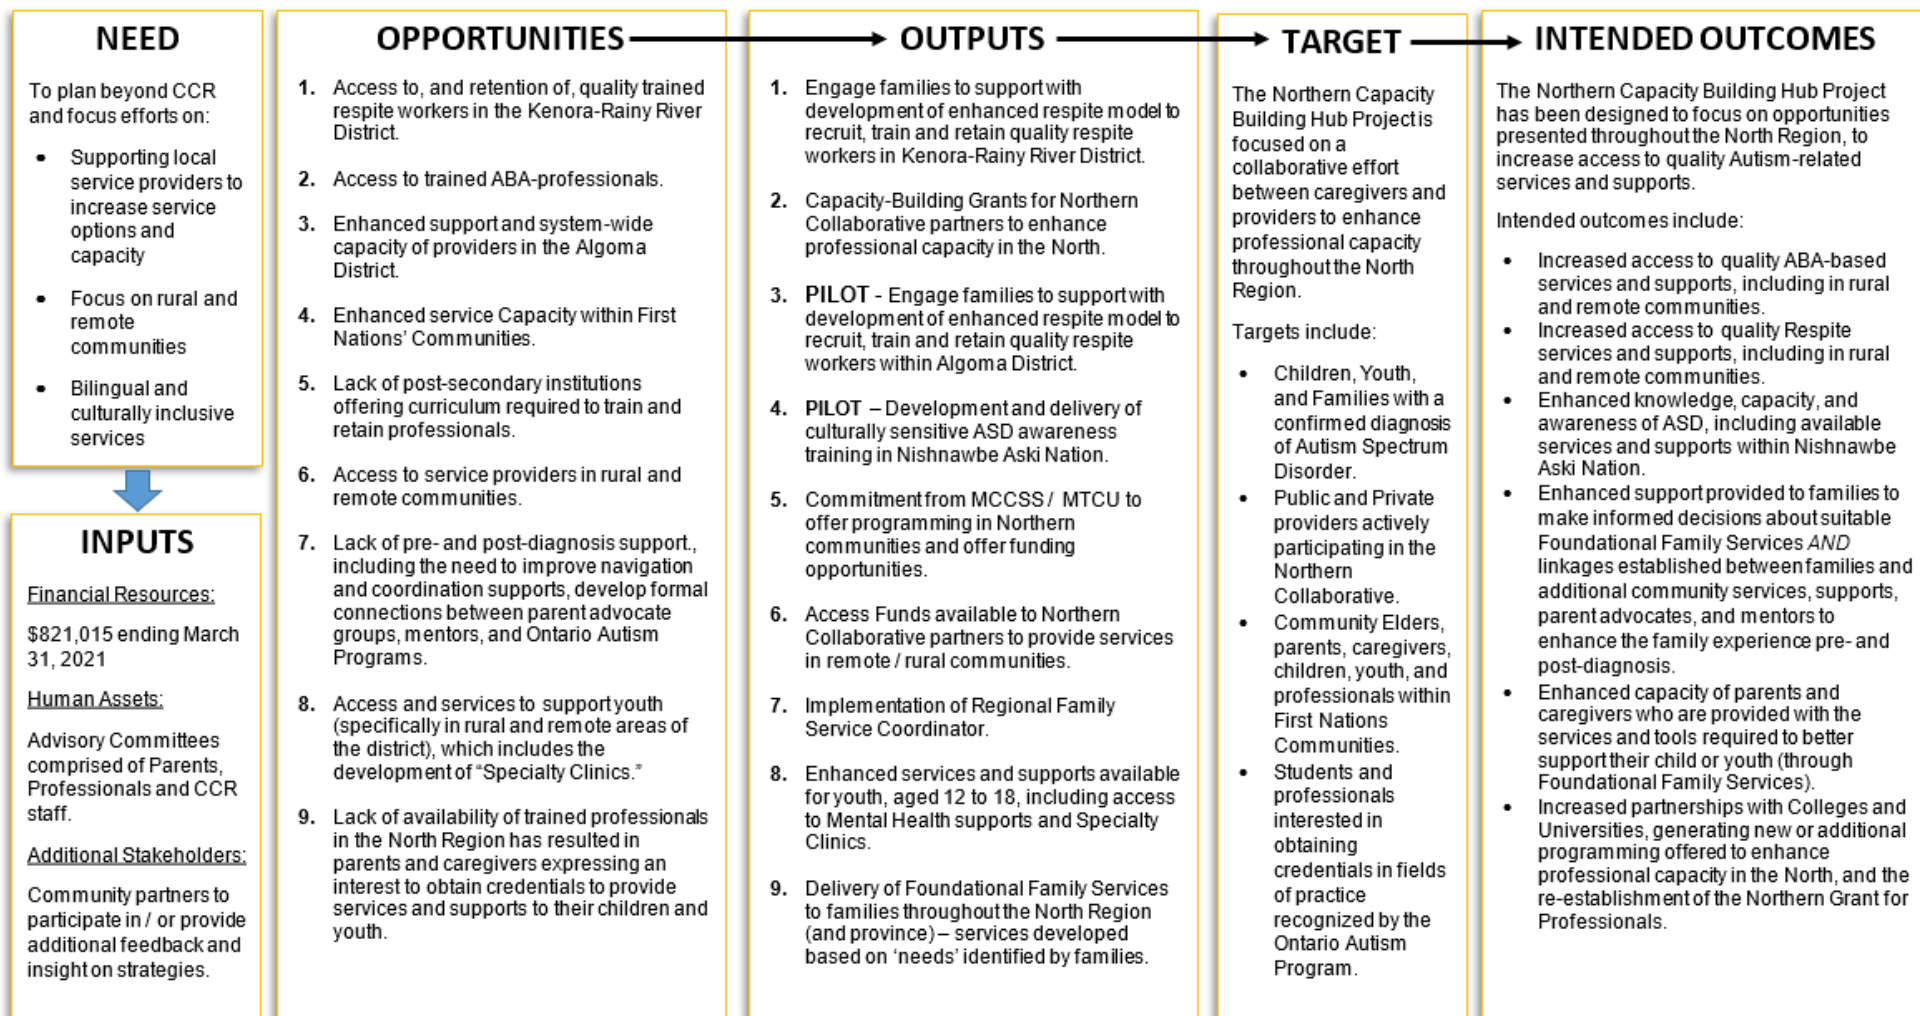 NEED
To plan beyond CCR
and focus efforts on:
• Supporting local
service providers to
increase service
options and
capacity
• Focus on rural and
remote
communities
• Bilingual and
culturally inclusive
services
INPUTS
Financial Resources:
$821,015 ending March
31, 2021
Human Assets:
Advisory Committees
comprised of Parents,
Professionals and CCR
staff.
Additional Stakeholders:
Community partners to
participate in / or provide
additional feedback and
insight on strategies.
OPPORTUNITIES
1. Access to, and retention of, quality trained
respite workers in the Kenora-Rainy River
District.
2. Access to trained ABA-professionals.
3. Enhanced support and system-wide
capacity of providers in the Algoma
District.
4. Enhanced service Capacity within First
Nations' Communities.
5. Lack of post-secondary institutions
offering curriculum required to train and
retain professionals.
6. Access to service providers in rural and
remote communities.
7. Lack of pre- and post-diagnosis support.,
including the need to improve navigation
and coordination supports, develop formal
connections between parent advocate
groups, mentors, and Ontario Autism
Programs.
8. Access and services to support youth
(specifically in rural and remote areas of
the district), which includes the
development of “Specialty Clinics.”
9. Lack of availability of trained professionals
in the North Region has resulted in
parents and caregivers expressing an
interest to obtain credentials to provide
services and supports to their children and
youth.
OUTPUTS
1. Engage families to support with
development of enhanced respite model to
recruit, train and retain quality respite
workers in Kenora-Rainy River District.
2. Capacity-Building Grants for Northern
Collaborative partners to enhance
professional capacity in the North.
3. PILOT - Engage families to support with
development of enhanced respite model to
recruit, train and retain quality respite
workers within Algoma District.
4. PILOT – Development and delivery of
culturally sensitive ASD awareness
training in Nishnawbe Aski Nation.
5. Commitment from MCCSS / MTCU to
offer programming in Northern
communities and offer funding
opportunities.
6. Access Funds available to Northern
Collaborative partners to provide services
in remote / rural communities.
7. Implementation of Regional Family
Service Coordinator.
8. Enhanced services and supports available
for youth, aged 12 to 18, including access
to Mental Health supports and Specialty
Clinics.
9. Delivery of Foundational Family Services
to families throughout the North Region
(and province) – services developed
based on ‘needs’ identified by families.
TARGET
The Northern Capacity
Building Hub Project is
focused on a
collaborative effort
between caregivers and
providers to enhance
professional capacity
throughout the North
Region.
Targets include:
• Children, Youth,
and Families with a
confirmed diagnosis
of Autism Spectrum
Disorder.
• Public and Private
providers actively
participating in the
Northern
Collaborative.
• Community Elders,
parents, caregivers,
children, youth, and
professionals within
First Nations
Communities.
• Students and
professionals
interested in
obtaining
credentials in fields
of practice
recognized by the
Ontario Autism
Program.
INTENDED OUTCOMES
The Northern Capacity Building Hub Project
has been designed to focus on opportunities
presented throughout the North Region, to
increase access to quality Autism-related
services and supports.
Intended outcomes include:
• Increased access to quality ABA-based
services and supports, including in rural
and remote communities.
• Increased access to quality Respite
services and supports, including in rural
and remote communities.
• Enhanced knowledge, capacity, and
awareness of ASD, including available
services and supports within Nishnawbe
Aski Nation.
• Enhanced support provided to families to
make informed decisions about suitable
Foundational Family Services AND
linkages established between families and
additional community services, supports,
parent advocates, and mentors to
enhance the family experience pre- and
post-diagnosis.
• Enhanced capacity of parents and
caregivers who are provided with the
services and tools required to better
support their child or youth (through
Foundational Family Services).
• Increased partnerships with Colleges and
Universities, generating new or additional
programming offered to enhance
professional capacity in the North, and the
re-establishment of the Northern Grant for
Professionals.